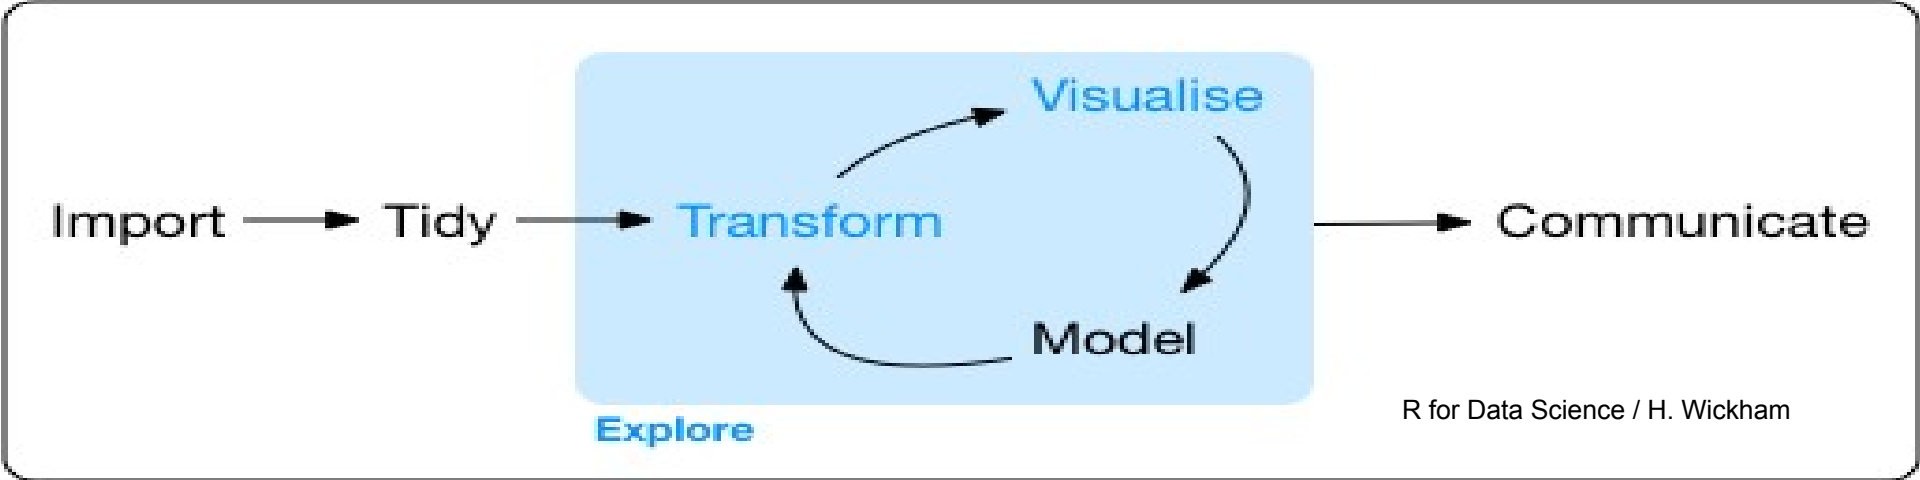 Visualise
Import
Tidy
Transform
Communicate
Model
R for Data Science / H. Wickham
Explore